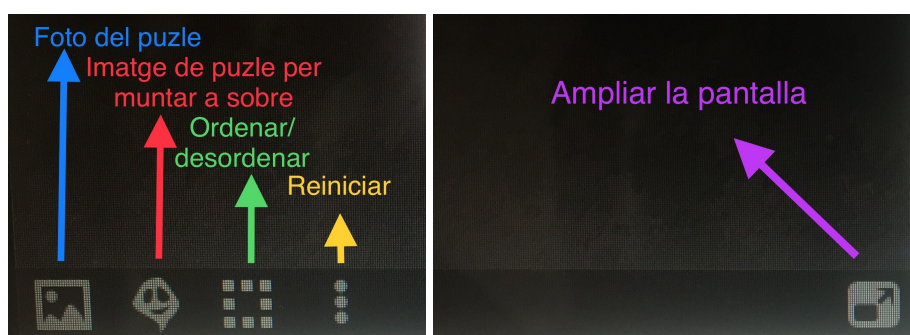 Foto del puzle
Imatge de puzle per
muntar a sobre
Ordenar/
desordenar
Reiniciar
Ampliar la pantalla